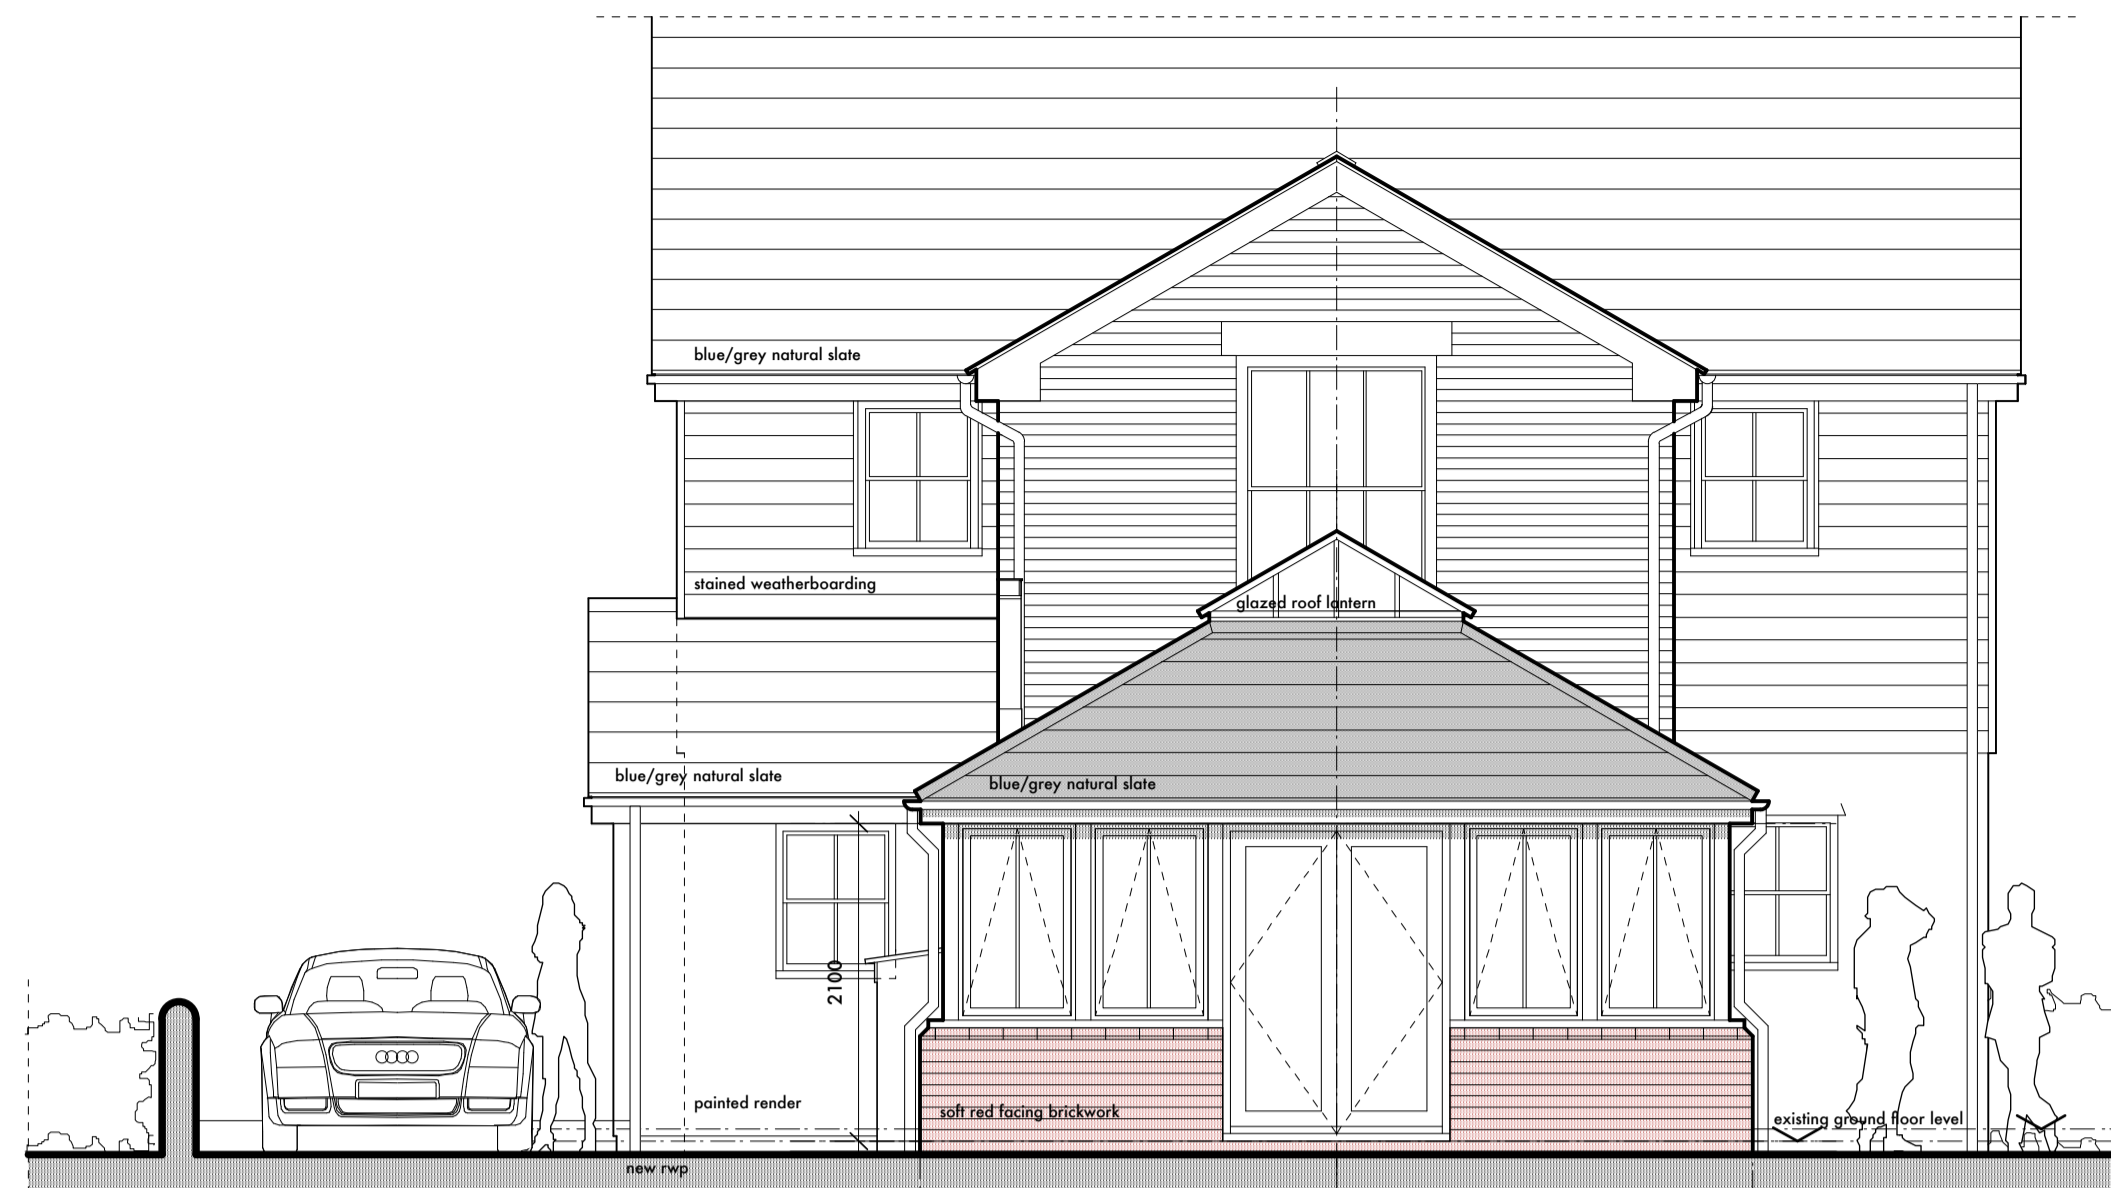 blue/grey natural slate
stained weatherboarding
glazed roof lantern
blue/grey natural slate
blue/grey natural slate
2100
painted render
soft red facing brickwork
existing ground floor level
new rwp